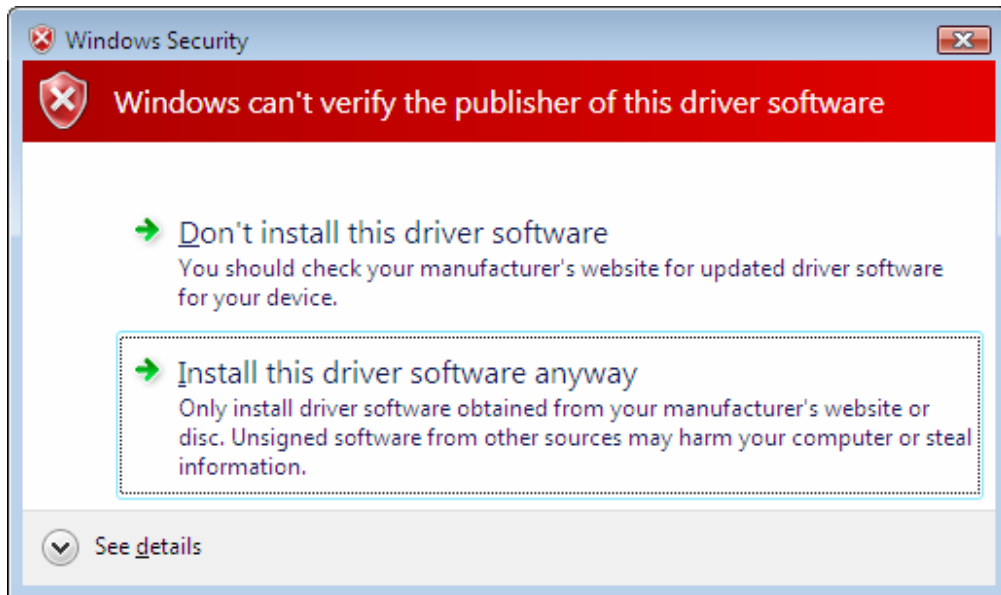 Windows Security
Windows can't verify the publisher of this driver software
Don't install this driver software
You should check your manufacturer's website for updated driver software
for your device.
Install this driver software anyway
Only install driver software obtained from your manufacturer's website or
disc. Unsigned software from other sources may harm your computer or steal
information.
See details